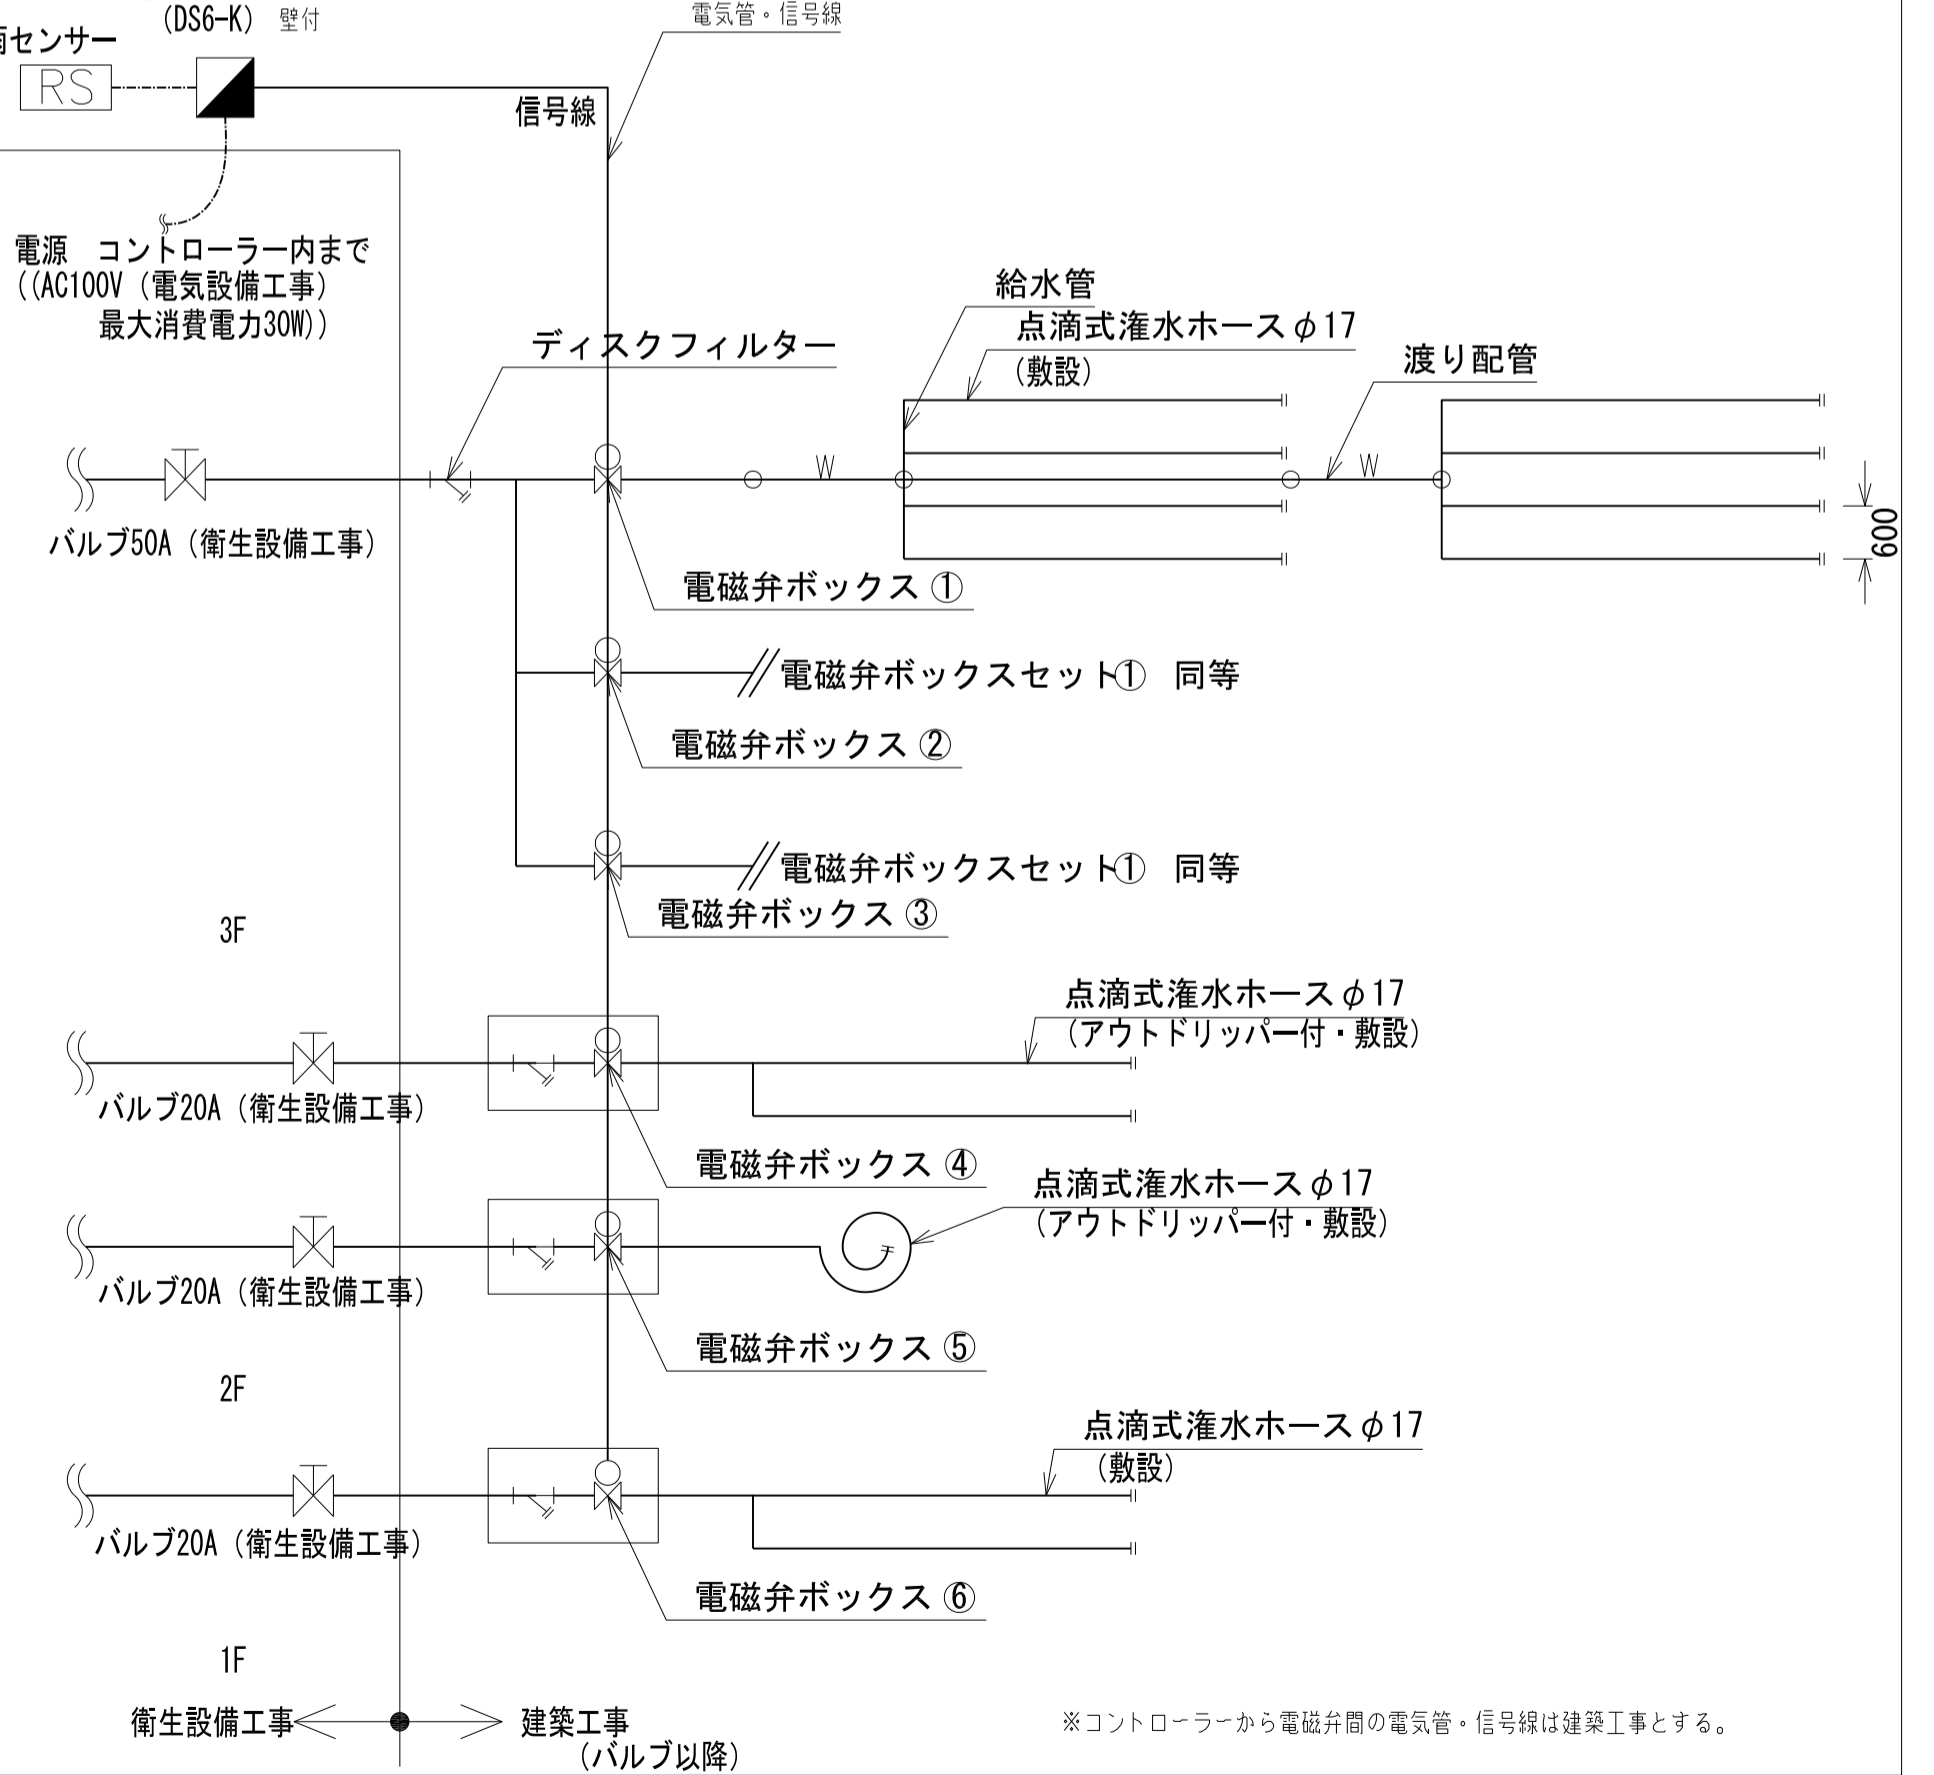 (DS6-K) 壁付
電気管・信号線
雨センサー
RS
信号線
電源 コントローラー内まで
((AC100V (電気設備工事)
最大消費電力30W))
給水管
点滴式潅水ホースφ17
(敷設)
ディスクフィルター
渡り配管
W
W
600
バルブ50A (衛生設備工事)
電磁弁ボックス ①
電磁弁ボックスセット① 同等
電磁弁ボックス ②
電磁弁ボックスセット① 同等
電磁弁ボックス ③
3F
点滴式潅水ホースφ17
(アウトドリッパー付・敷設)
バルブ20A (衛生設備工事)
電磁弁ボックス ④
点滴式潅水ホースφ17
(アウトドリッパー付・敷設)
バルブ20A (衛生設備工事)
電磁弁ボックス ⑤
2F
点滴式潅水ホースφ17
(敷設)
バルブ20A (衛生設備工事)
電磁弁ボックス ⑥
1F
衛生設備工事
建築工事
(バルブ以降)
※コントローラーから電磁弁間の電気管・信号線は建築工事とする。